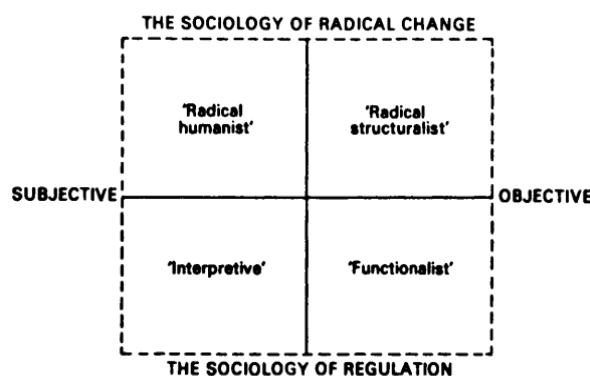 THE SOCIOLOGY OF RADICAL CHANGE
'Radical
humanist'
'Radical
structuralist'
SUBJECTIVE
OBJECTIVE
'Interpretive'
'Functionalist'
THE SOCIOLOGY OF REGULATION